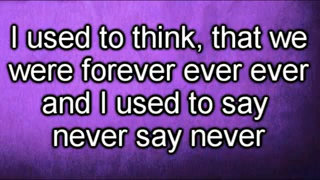 I used to think, that we
were forever ever ever
and I used to say
never say never